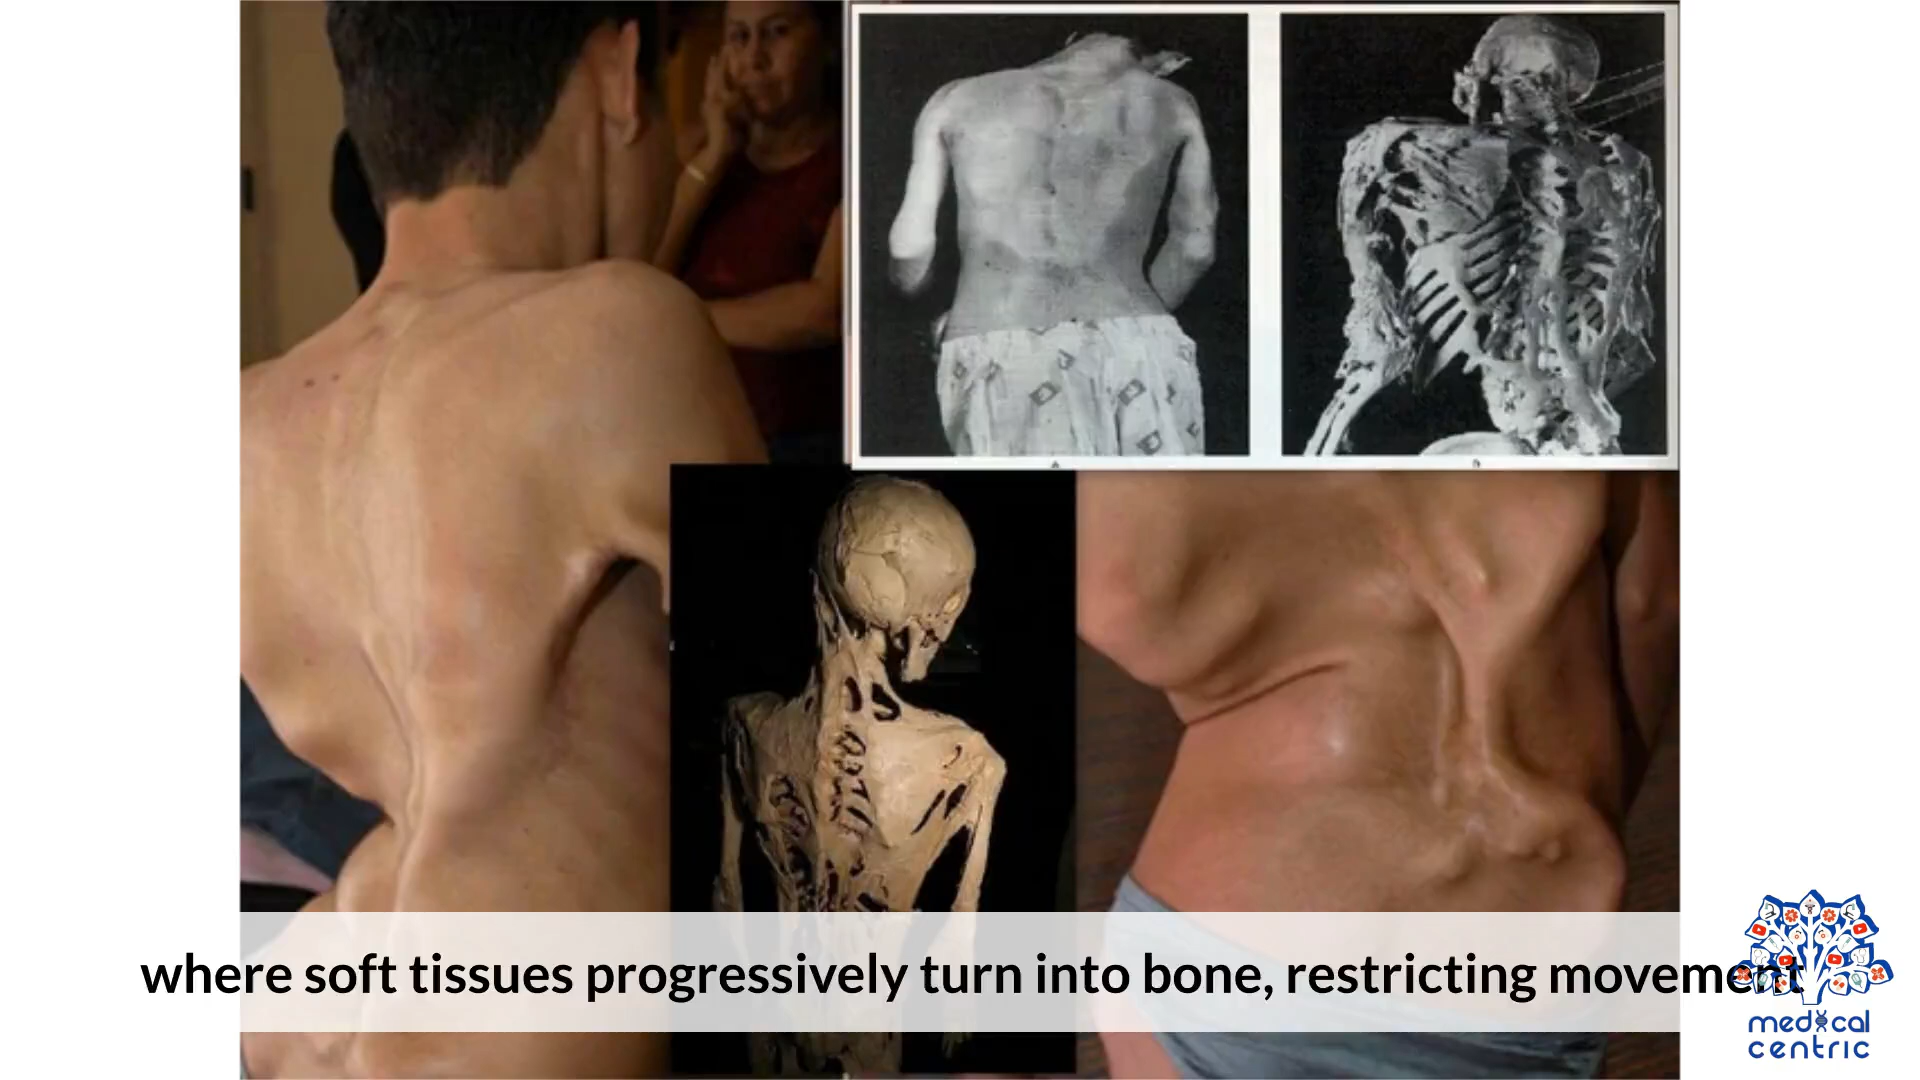 where soft tissues progressively turn into bone, restricting movement
medical
centric